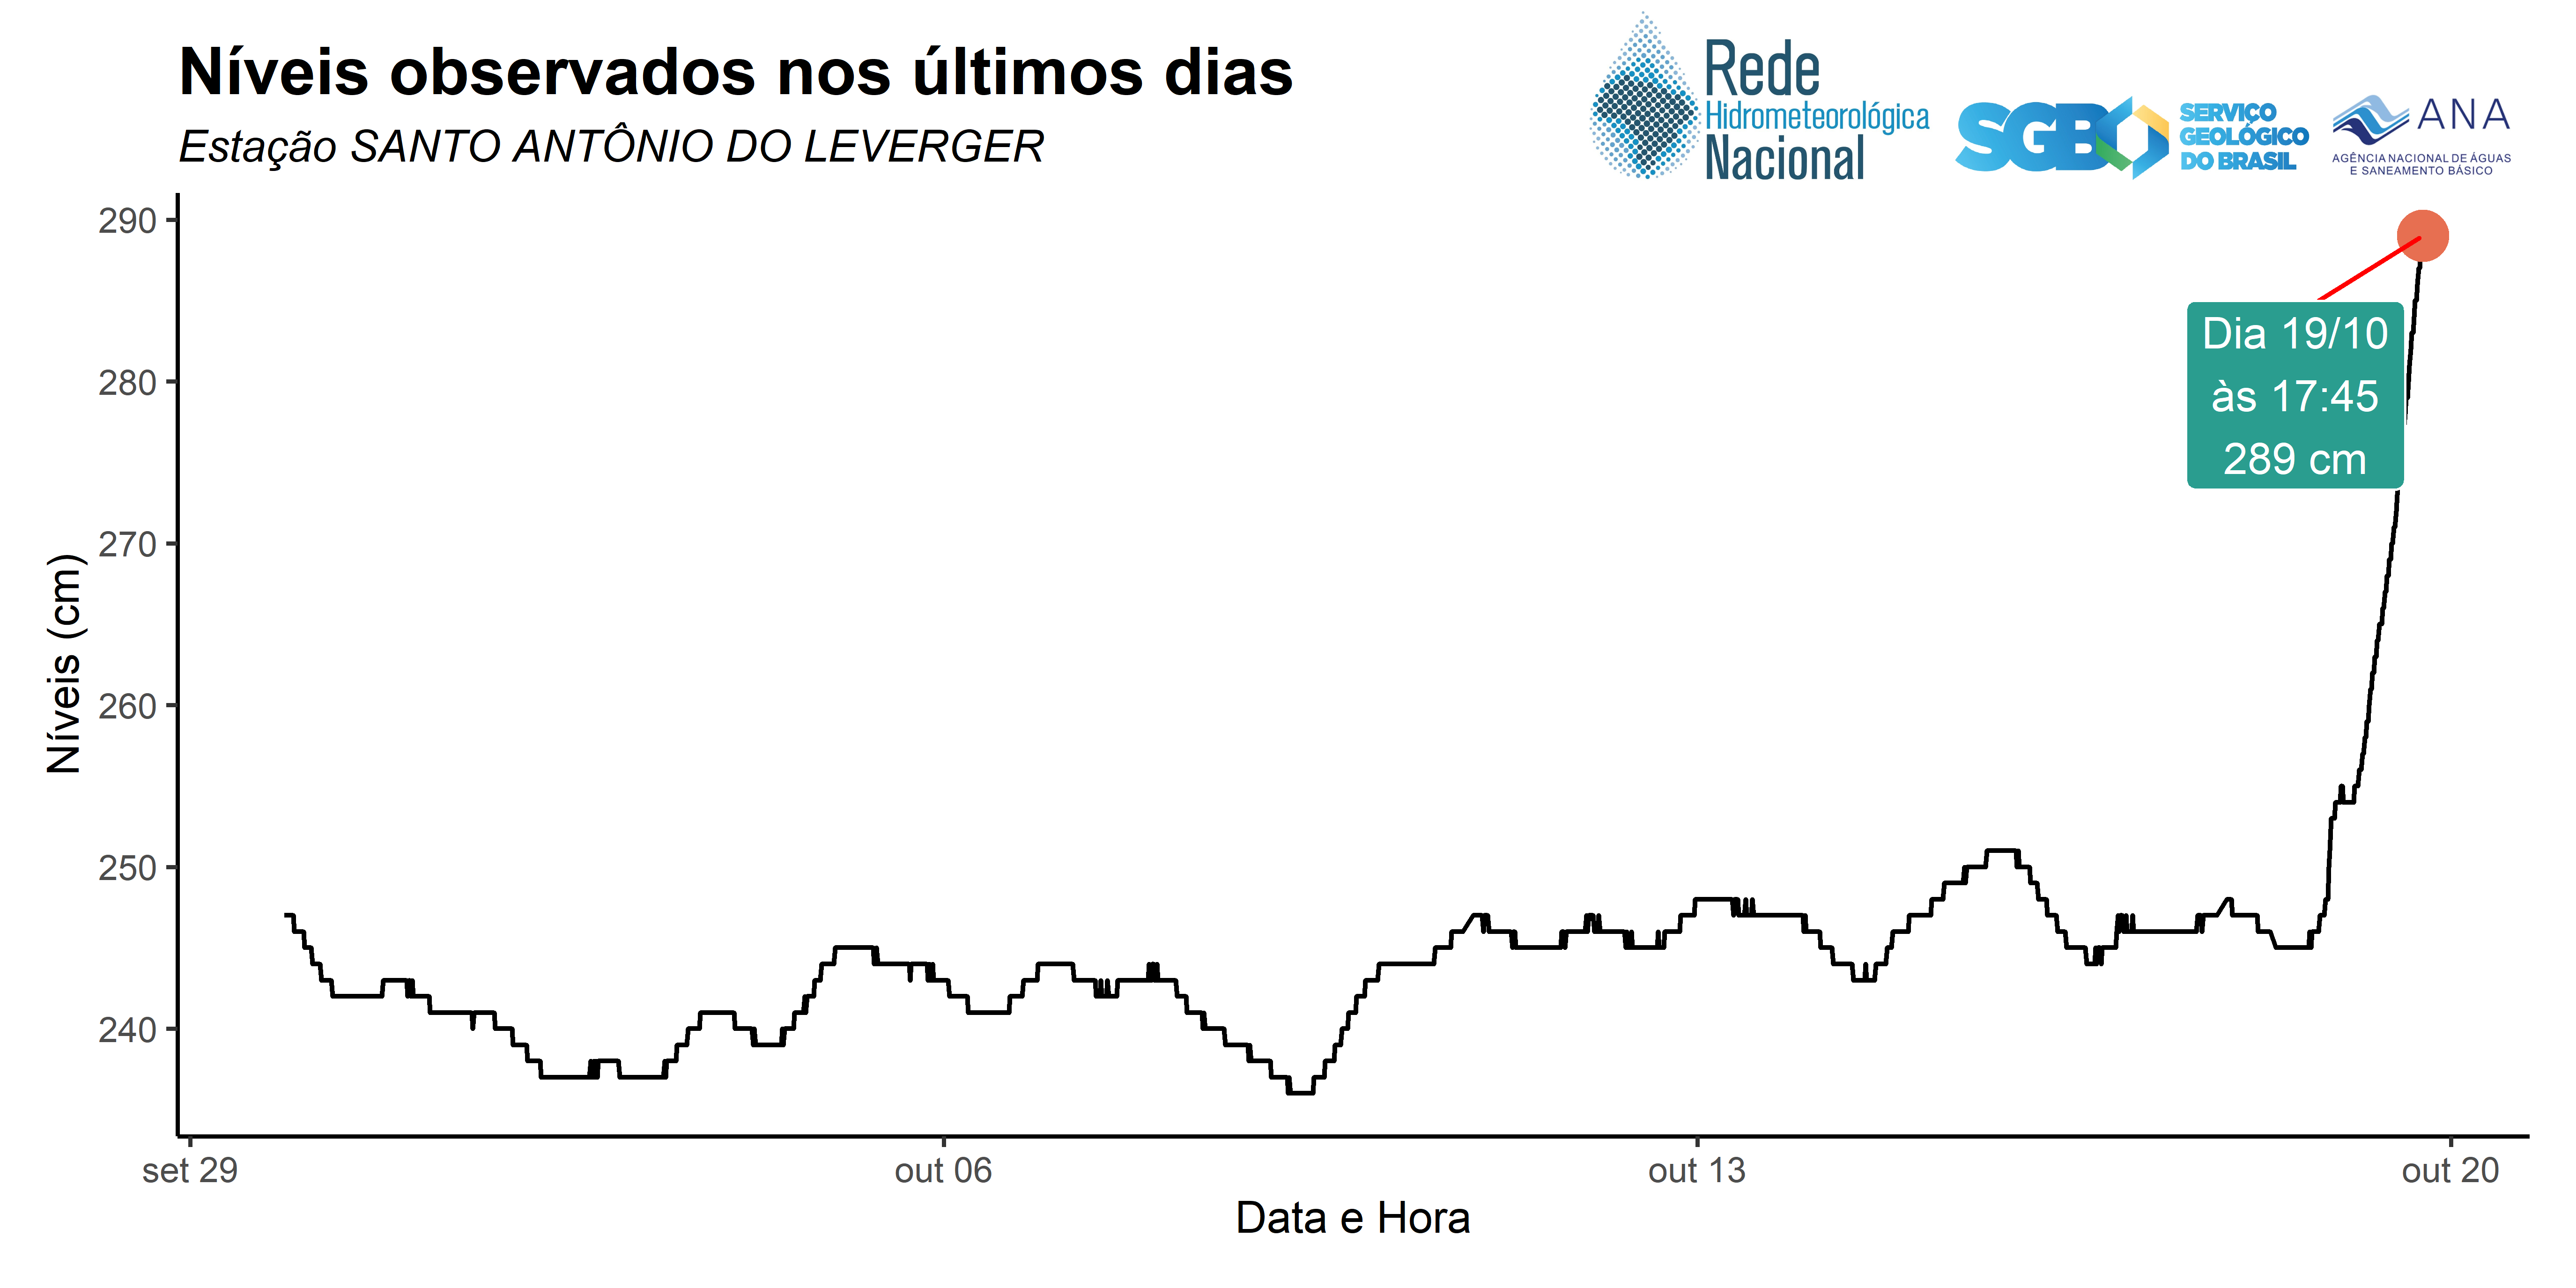 Níveis observados nos últimos dias
Estação SANTO ANTÔNIO DO LEVERGER
Rede
Hidrometeorológica
Nacional
SGB
SERVIÇO
GEOLÓGICO
DO BRASIL
ANA
AGÊNCIA NACIONAL DE ÁGUAS
E SANEAMENTO BÁSICO
290
280
270
260
250
240
Níveis (cm)
Dia 19/10
às 17:45
289 cm
set 29
out 06
out 13
out 20
Data e Hora